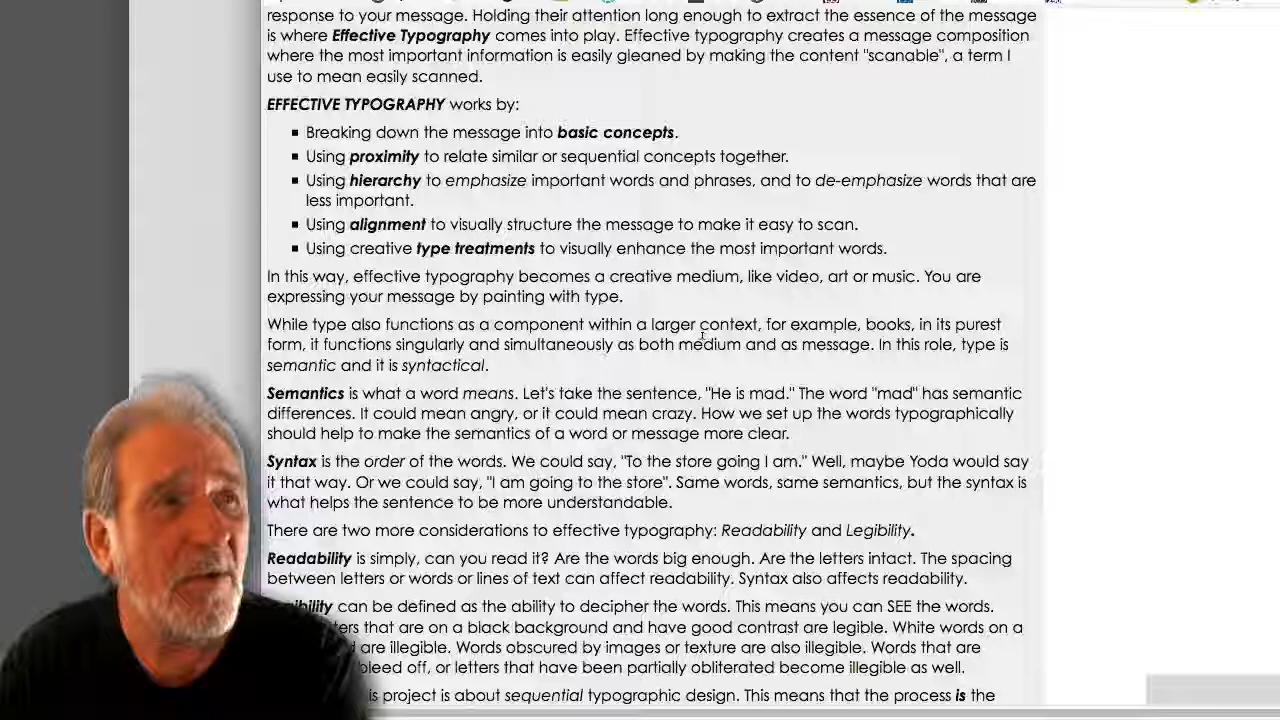 response to your message. Holding their attention long enough to extract the essence of the message
is where Effective Typography comes into play. Effective typography creates a message composition
where the most important information is easily gleaned by making the content "scanable", a term I
use to mean easily scanned.
EFFECTIVE TYPOGRAPHY works by:
Breaking down the message into basic concepts.
Using proximity to relate similar or sequential concepts together.
Using hierarchy to emphasize important words and phrases, and to de-emphasize words that are
less important.
Using alignment to visually structure the message to make it easy to scan.
Using creative type treatments to visually enhance the most important words.
In this way, effective typography becomes a creative medium, like video, art or music. You are
expressing your message by painting with type.
While type also functions as a component within a larger context, for example, books, in its purest
form, it functions singularly and simultaneously as both medium and as message. In this role, type is
semantic and it is syntactical.
Semantics is what a word means. Let's take the sentence, "He is mad." The word "mad" has semantic
differences. It could mean angry, or it could mean crazy. How we set up the words typographically
should help to make the semantics of a word or message more clear.
Syntax is the order of the words. We could say, "To the store going I am." Well, maybe Yoda would say
it that way. Or we could say, "I am going to the store". Same words, same semantics, but the syntax is
what helps the sentence to be more understandable.
There are two more considerations to effective typography: Readability and Legibility.
Readability is simply, can you read it? Are the words big enough. Are the letters intact. The spacing
between letters or words or lines of text can affect readability. Syntax also affects readability.
can be defined as the ability to decipher the words. This means you can SEE the words.
that are on a black background and have good contrast are legible. White words on a
are illegible. Words obscured by images or texture are also illegible. Words that are
bleed off, or letters that have been partially obliterated become illegible as well.
is project is about sequential typographic design. This means that the process is the